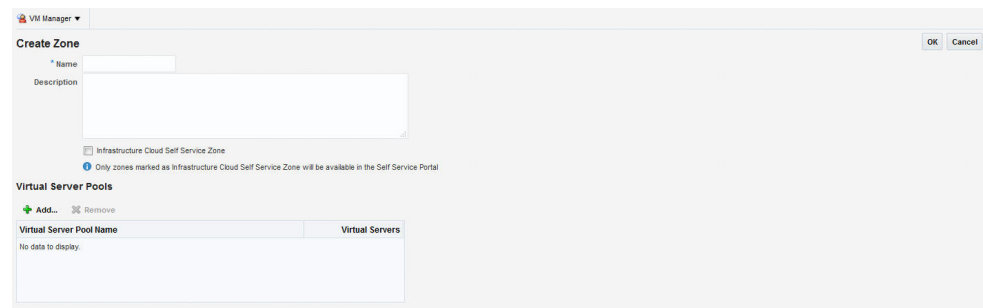 VM Manager ▼
Create Zone
OK Cancel
* Name
Description
Infrastructure Cloud Self Service Zone
Only zones marked as Infrastructure Cloud Self Service Zone will be available in the Self Service Portal
Virtual Server Pools
Add... Remove
Virtual Server Pool Name Virtual Servers
No data to display.